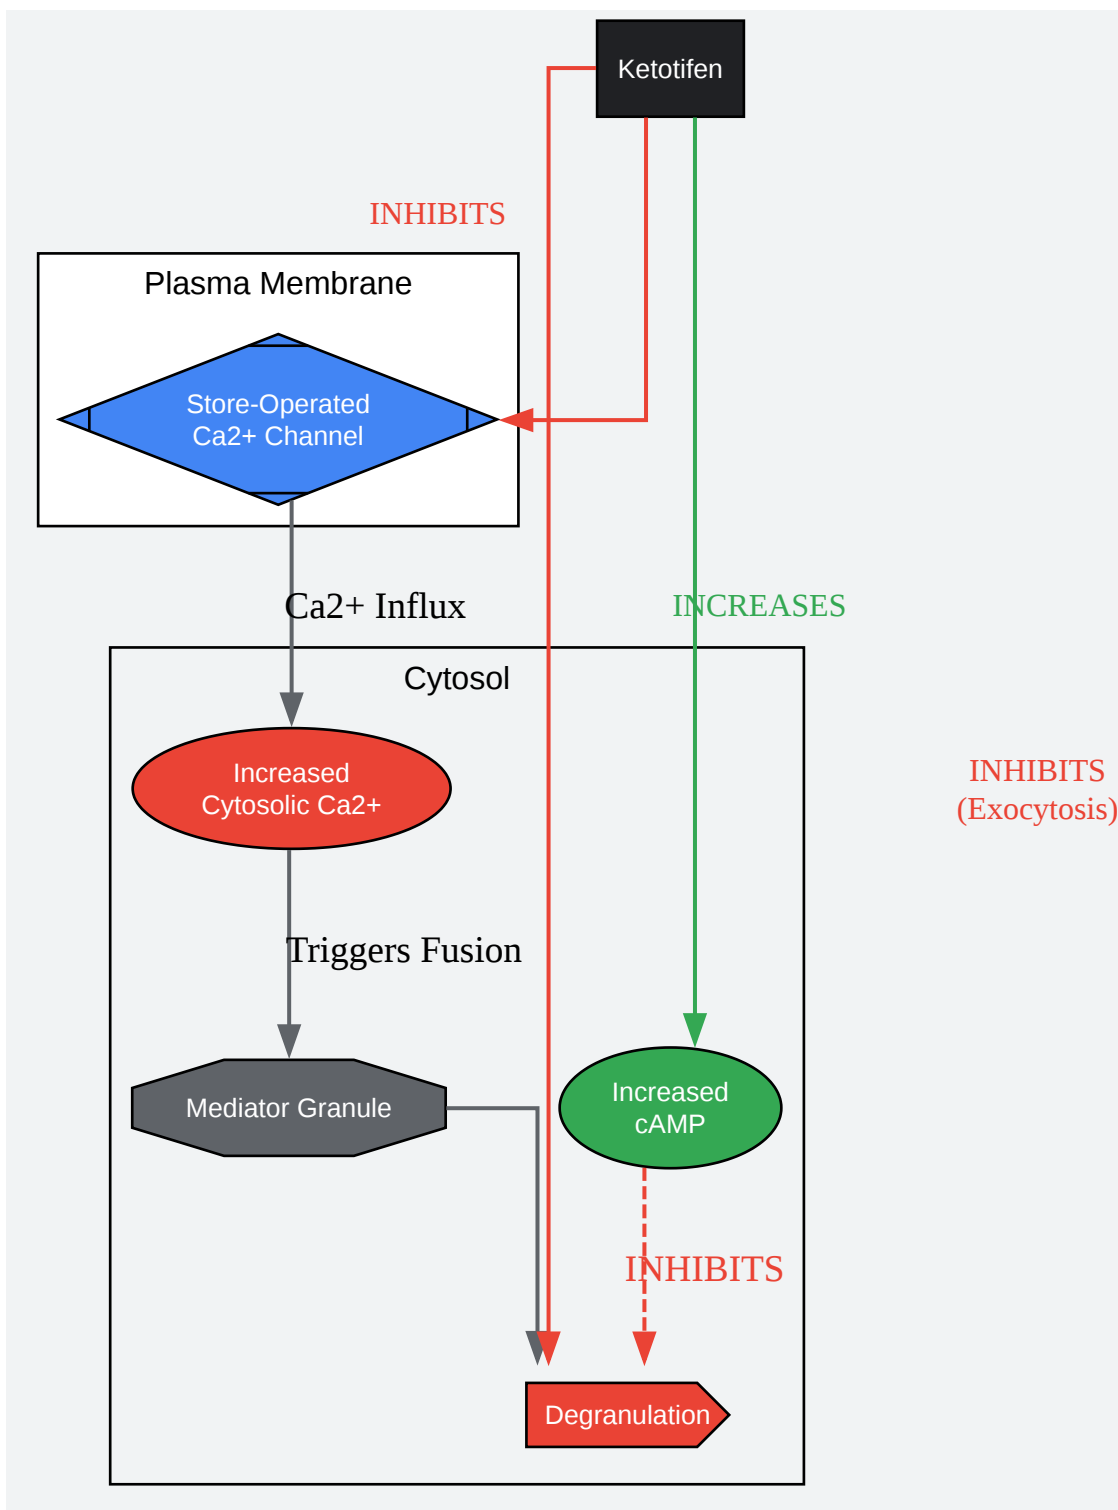 Ketotifen
INHIBITS
Plasma Membrane
Store-Operated
Ca2+ Channel
Ca2+ Influx
INCREASES
Cytosol
Increased
Cytosolic Ca2+
INHIBITS
(Exocytosis)
Triggers Fusion
Mediator Granule
Increased
cAMP
INHIBITS
Degranulation